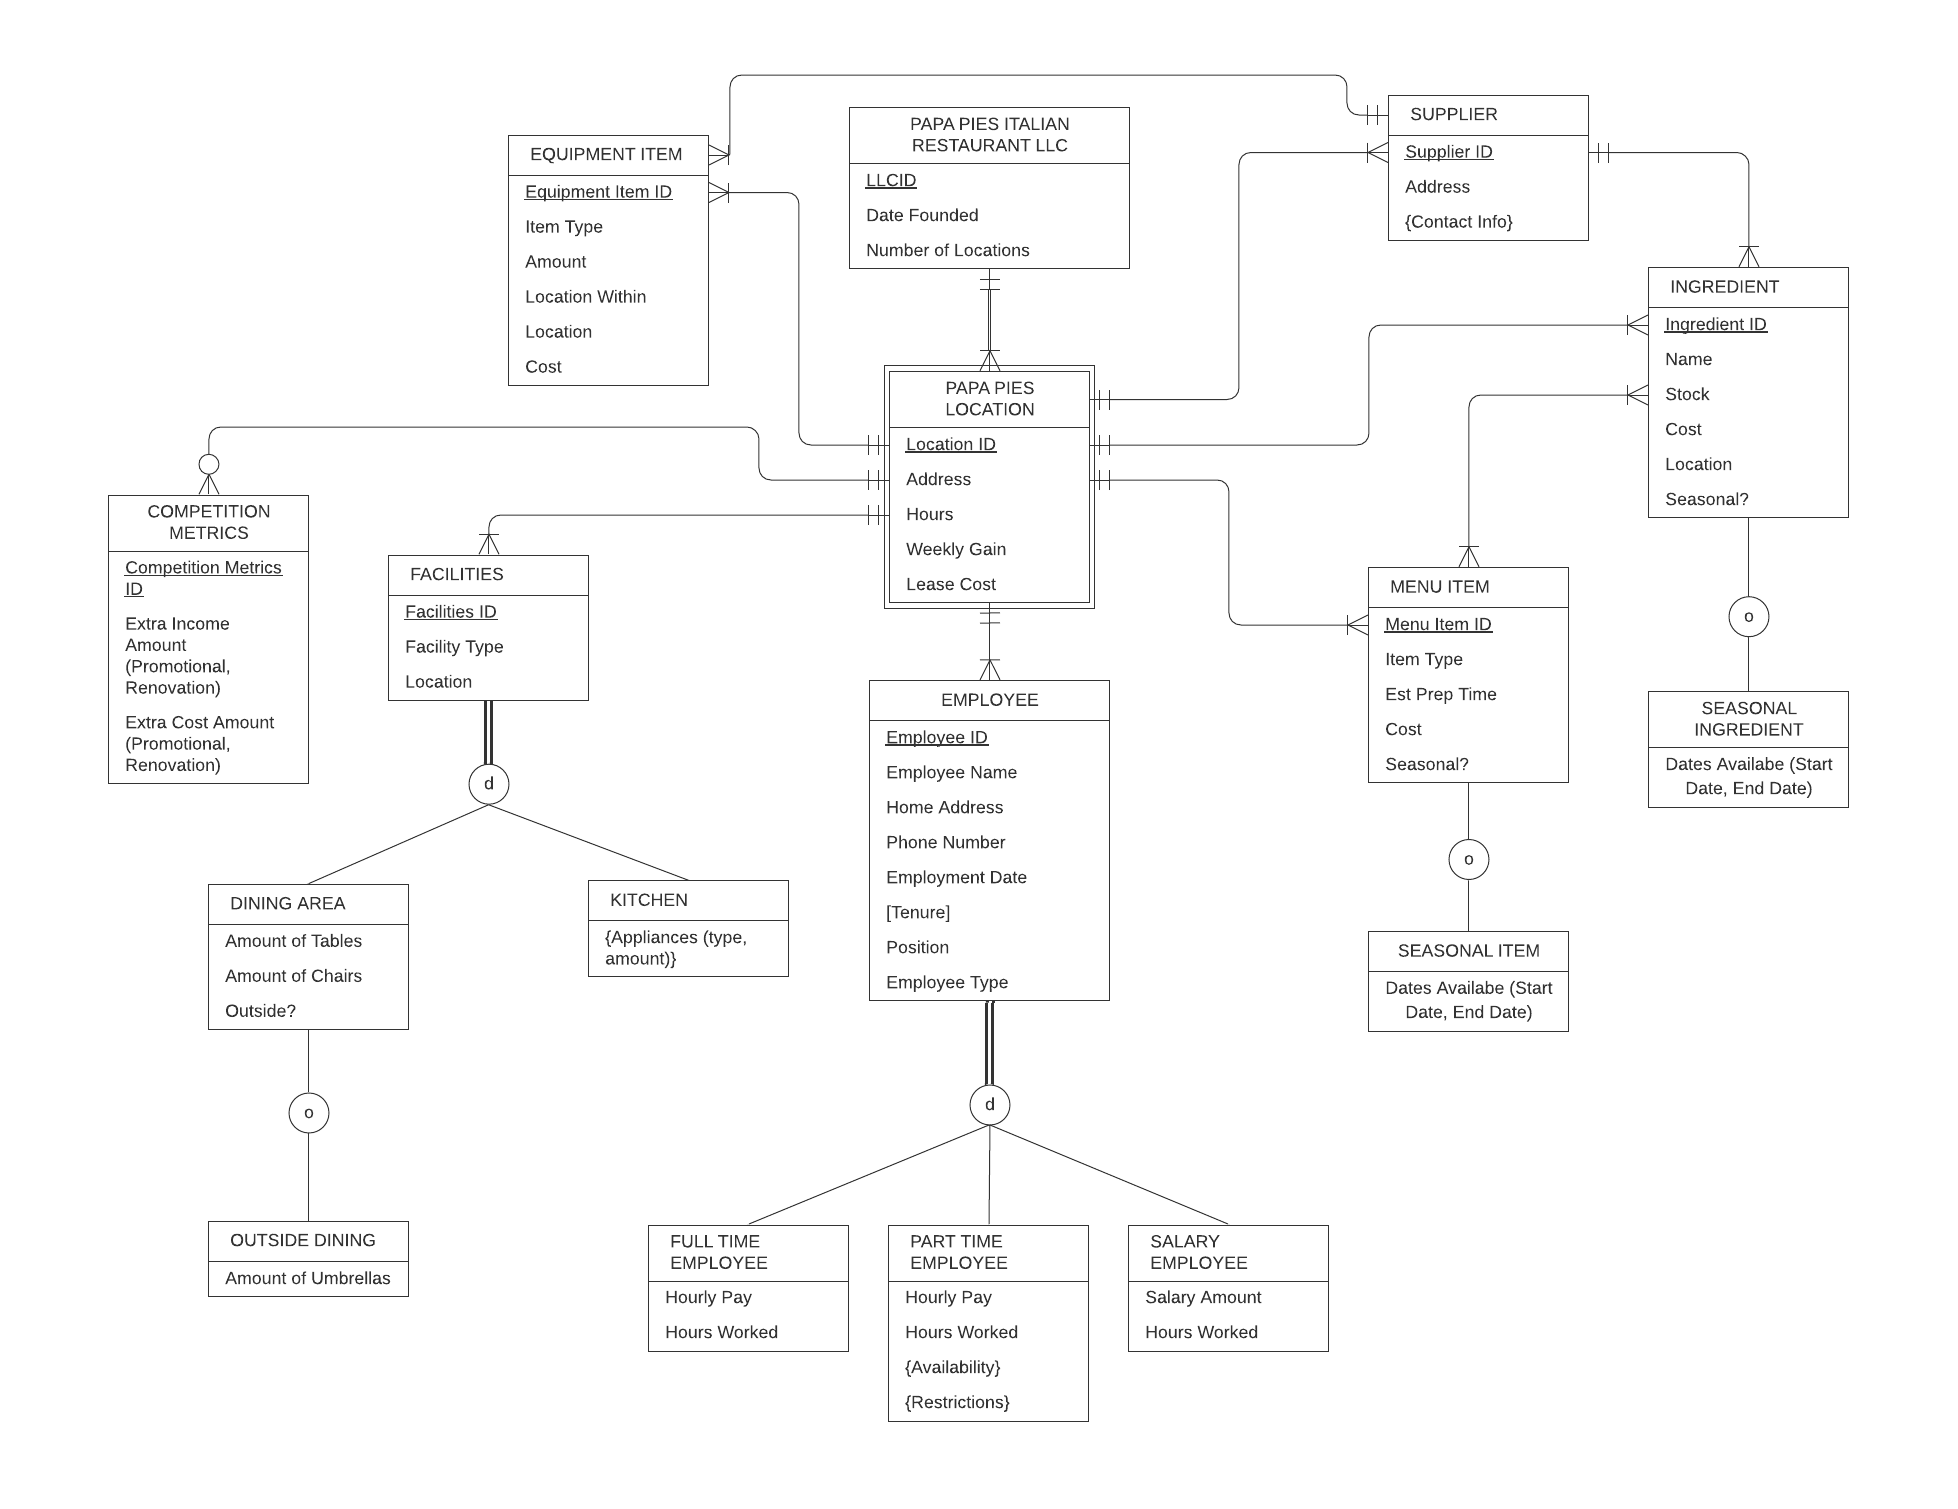 SUPPLIER
Supplier ID
Address
{Contact Info}
PAPA PIES ITALIAN
RESTAURANT LLC
LLCID
Date Founded
Number of Locations
EQUIPMENT ITEM
Equipment Item ID
Item Type
Amount
Location Within
Location
Cost
INGREDIENT
Ingredient ID
Name
Stock
Cost
Location
Seasonal?
PAPA PIES
LOCATION
Location ID
Address
Hours
Weekly Gain
Lease Cost
COMPETITION
METRICS
Competition Metrics
ID
Extra Income
Amount
(Promotional,
Renovation)
Extra Cost Amount
(Promotional,
Renovation)
FACILITIES
Facilities ID
Facility Type
Location
d
MENU ITEM
Menu Item ID
Item Type
Est Prep Time
Cost
Seasonal?
o
SEASONAL
INGREDIENT
Dates Availabe (Start
Date, End Date)
EMPLOYEE
Employee ID
Employee Name
Home Address
Phone Number
Employment Date
[Tenure]
Position
Employee Type
o
SEASONAL ITEM
Dates Availabe (Start
Date, End Date)
DINING AREA
Amount of Tables
Amount of Chairs
Outside?
KITCHEN
{Appliances (type,
amount)}
o
d
OUTSIDE DINING
Amount of Umbrellas
FULL TIME
EMPLOYEE
Hourly Pay
Hours Worked
PART TIME
EMPLOYEE
Hourly Pay
Hours Worked
{Availability}
{Restrictions}
SALARY
EMPLOYEE
Salary Amount
Hours Worked